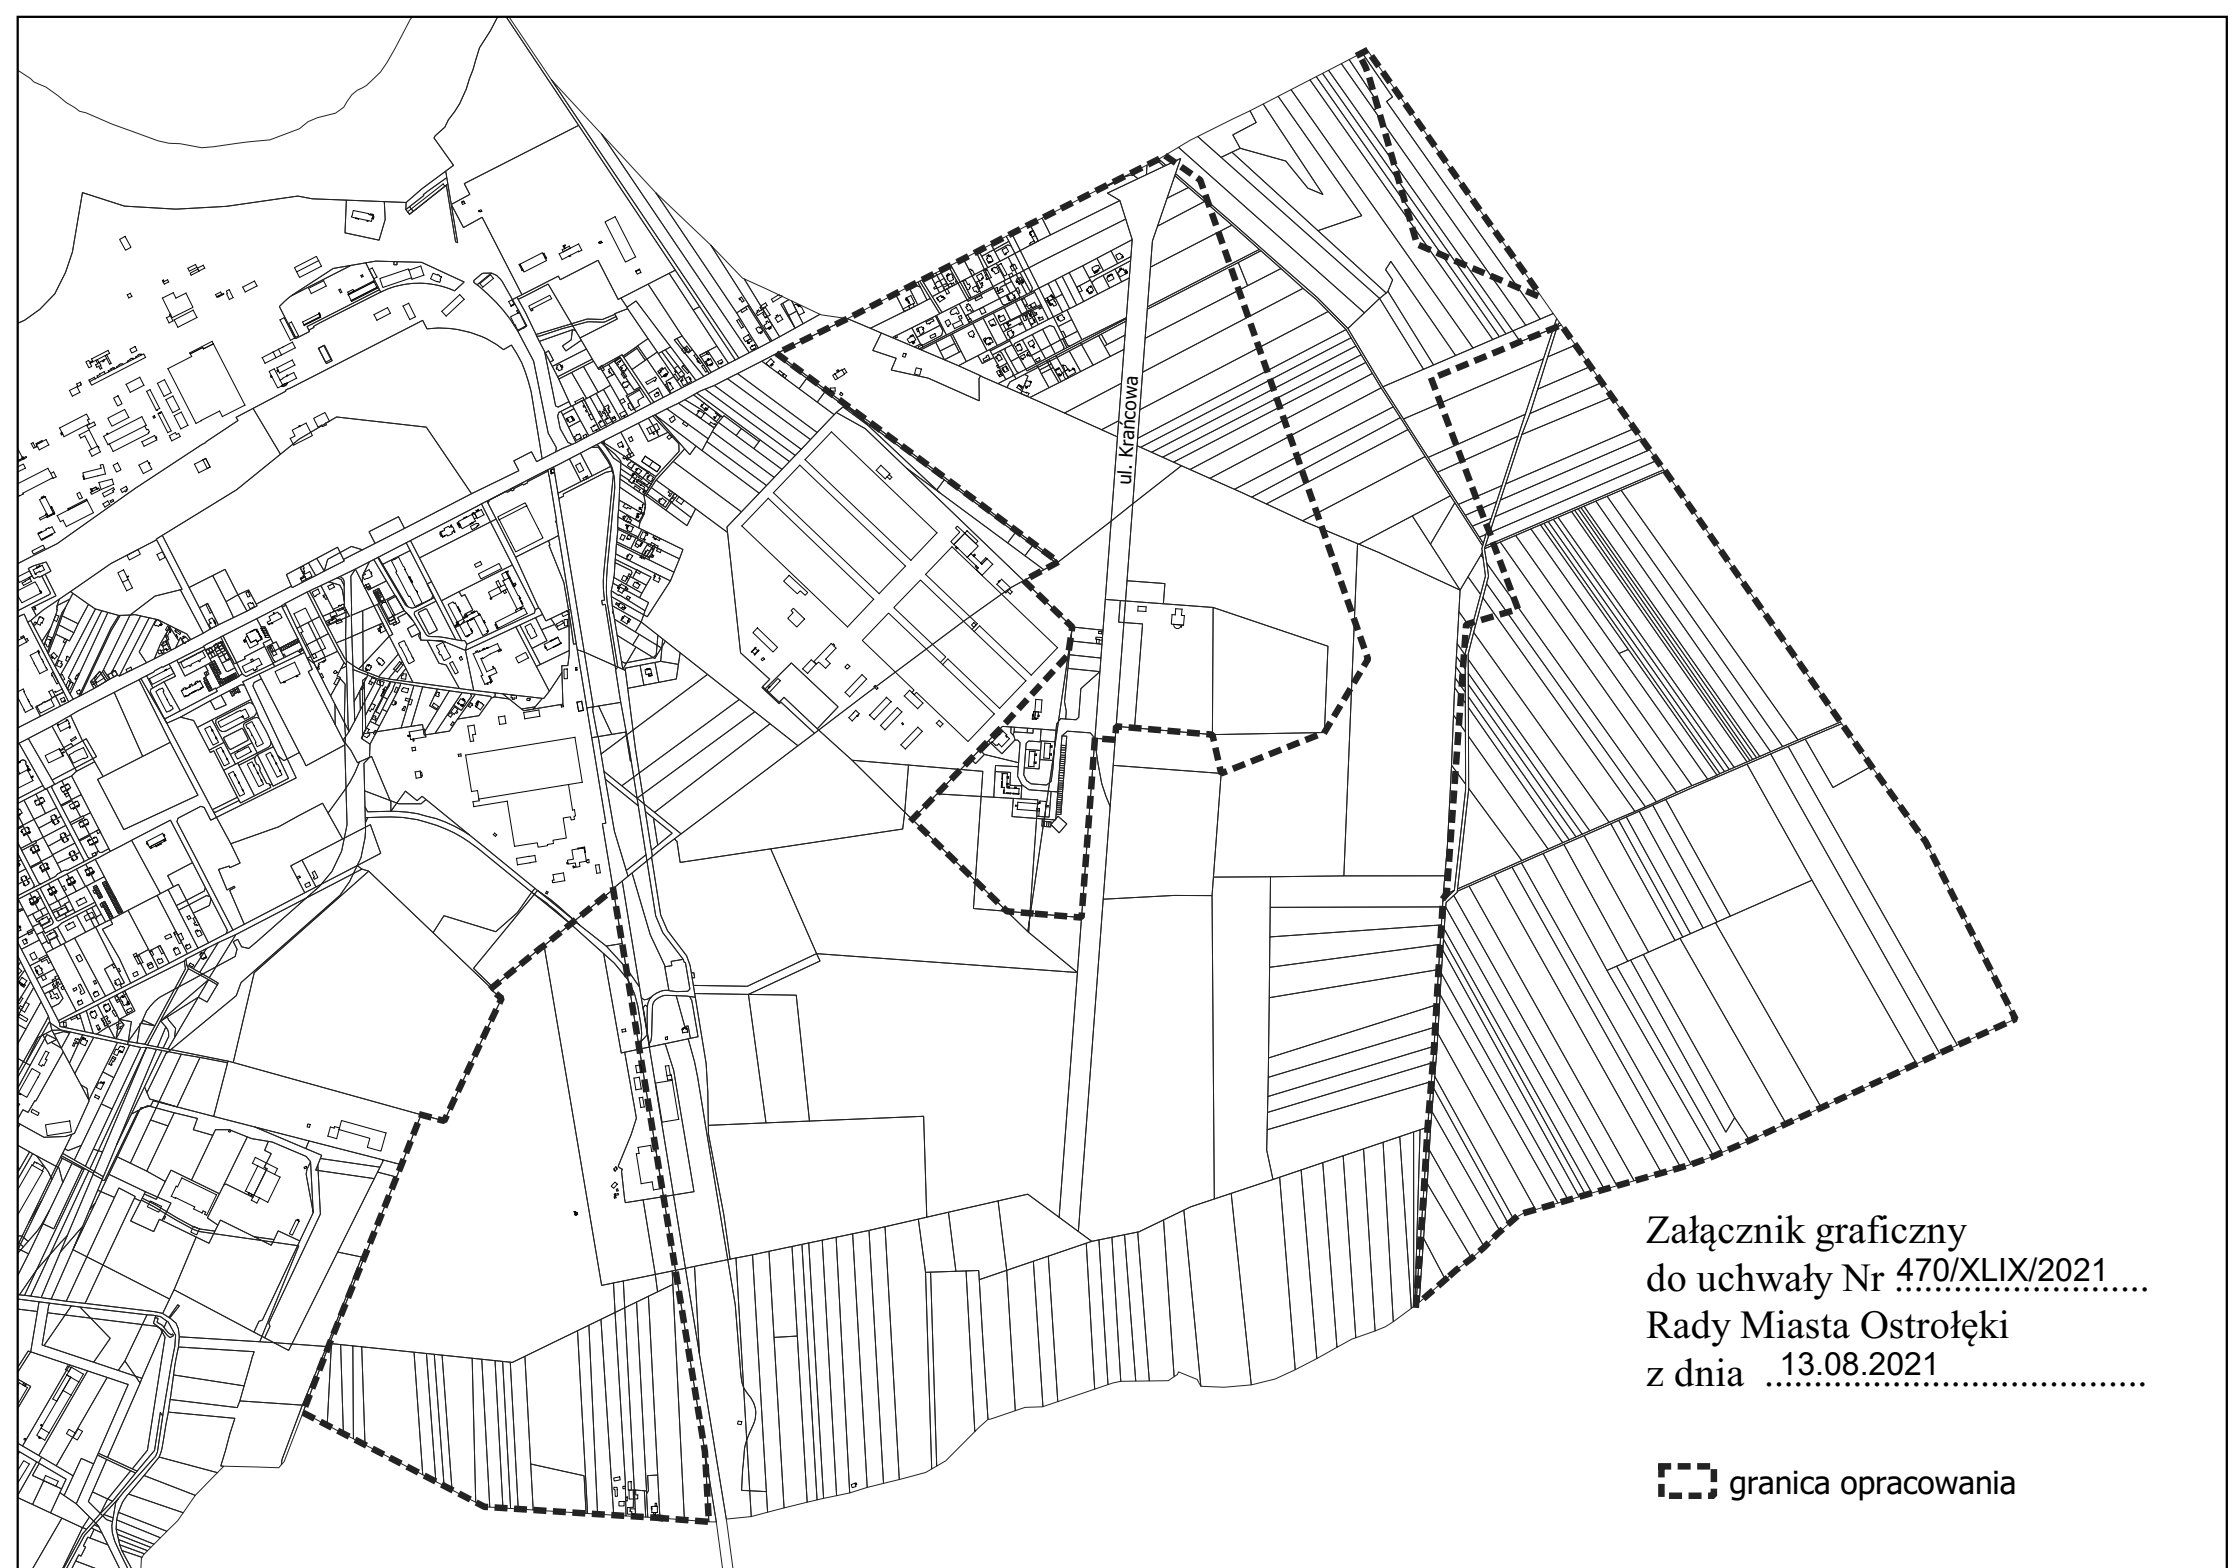 ul. Krańcowa
Załącznik graficzny
do uchwały Nr 470/XLIX/2021
Rady Miasta Ostrołęki
z dnia 13.08.2021
granica opracowania